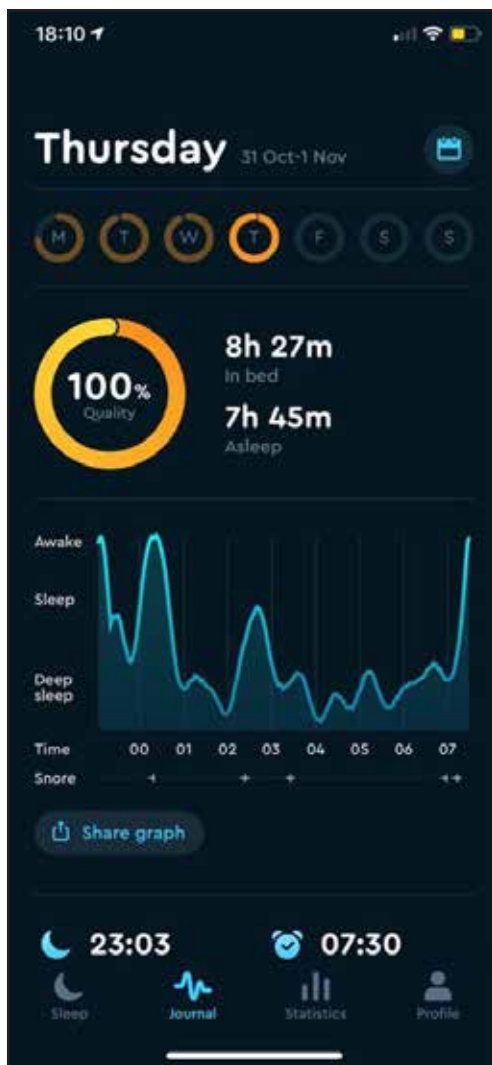 18:10
Thursday 31 Oct-1 Nov
M T W T F S S
100%
Quality
8h 27m
In bed
7h 45m
Asleep
Awake
Sleep
Deep
sleep
Time 00 01 02 03 04 05 06 07
Snore
Share graph
23:03 07:30
Sleep Journal Statistics Profile